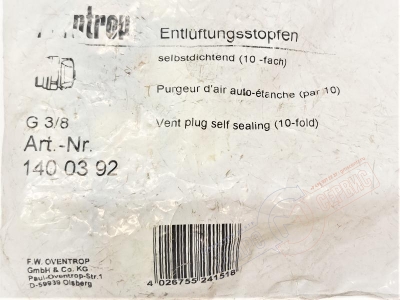 Entlüftungsstopfen
selbstdichtend (10 -fach)
Purgeur d'air auto-étanche (par 10)
G 3/8
Vent plug self sealing (10-fold)
Art.-Nr.
140 03 92
F.W. OVENTROP
GmbH & Co. KG
Paul-Oventrop-Str.1
D-59939 Olsberg
4 026755 241518